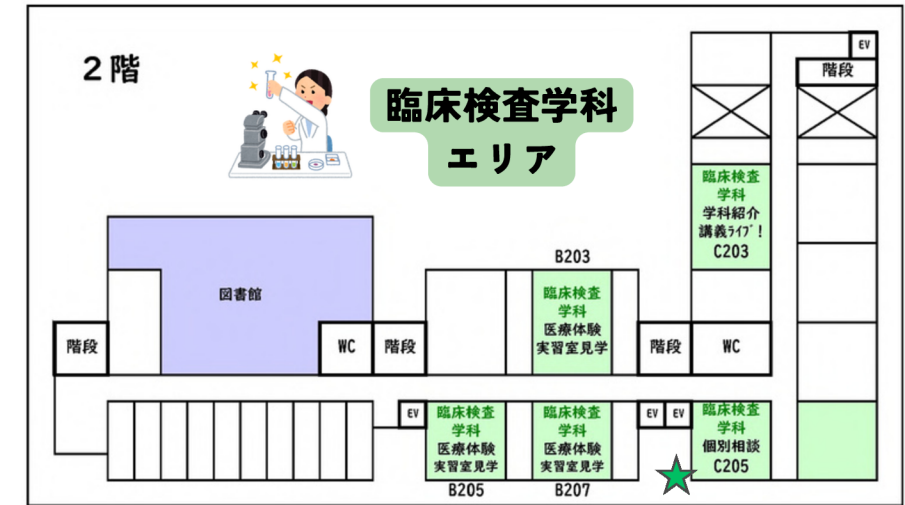 2階
臨床検査学科
エリア
EV
階段
臨床検査
学科
学科紹介
講義ﾗｲﾌﾞ!
C203
B203
臨床検査
学科
医療体験
実習室見学
図書館
階段
WC
階段
階段
WC
EV
臨床検査
学科
医療体験
実習室見学
B205
臨床検査
学科
医療体験
実習室見学
B207
EV
EV
臨床検査
学科
個別相談
C205